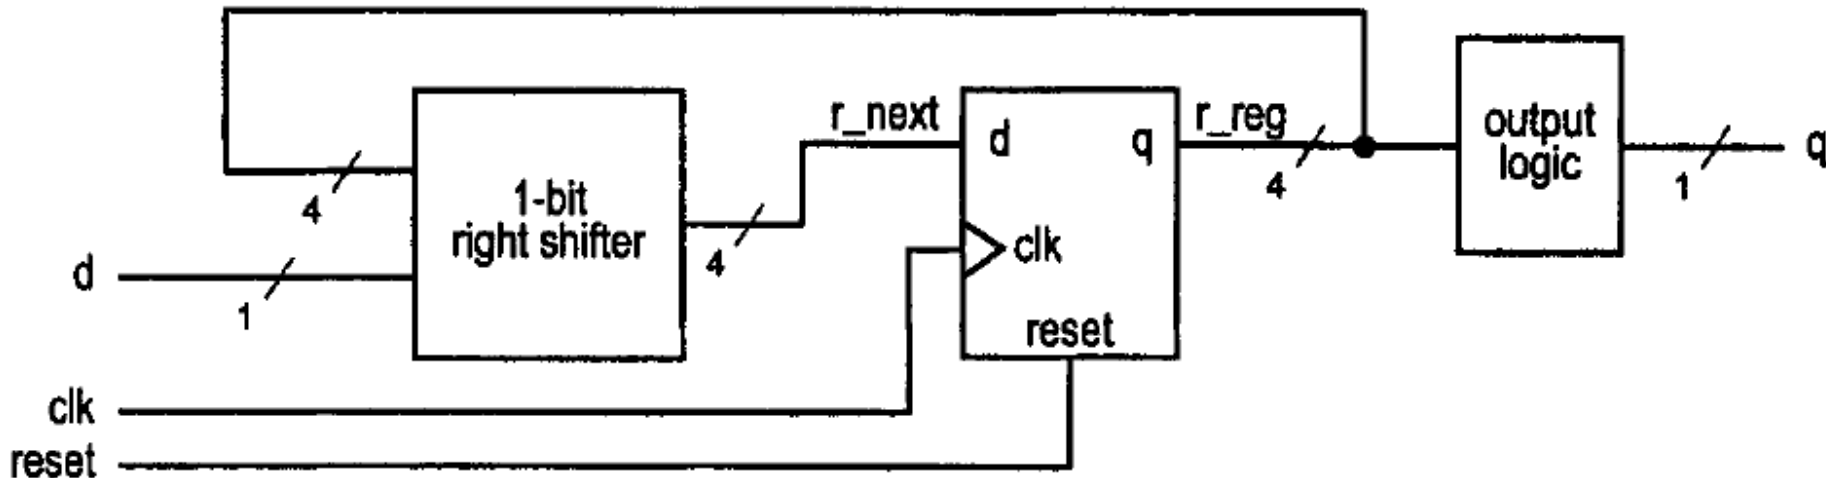 r_next
r_reg
d
q
output
logic
q
4
1-bit
right shifter
4
4
1
d
clk
1
reset
clk
reset